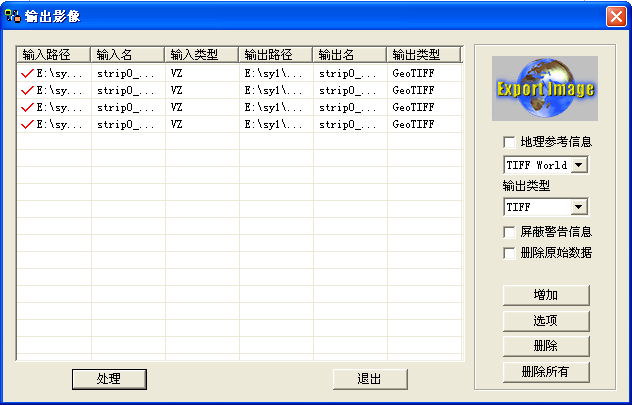 输出影像
输入路径 输入名 输入类型 输出路径 输出名 输出类型
E:\sy... strip0_... VZ E:\sy1\... strip0_... GeoTIFF
E:\sy... strip0_... VZ E:\sy1\... strip0_... GeoTIFF
E:\sy... strip0_... VZ E:\sy1\... strip0_... GeoTIFF
E:\sy... strip0_... VZ E:\sy1\... strip0_... GeoTIFF
Export Image
地理参考信息
TIFF World
输出类型
TIFF
屏蔽警告信息
删除原始数据
增加
选项
删除
删除所有
处理 退出